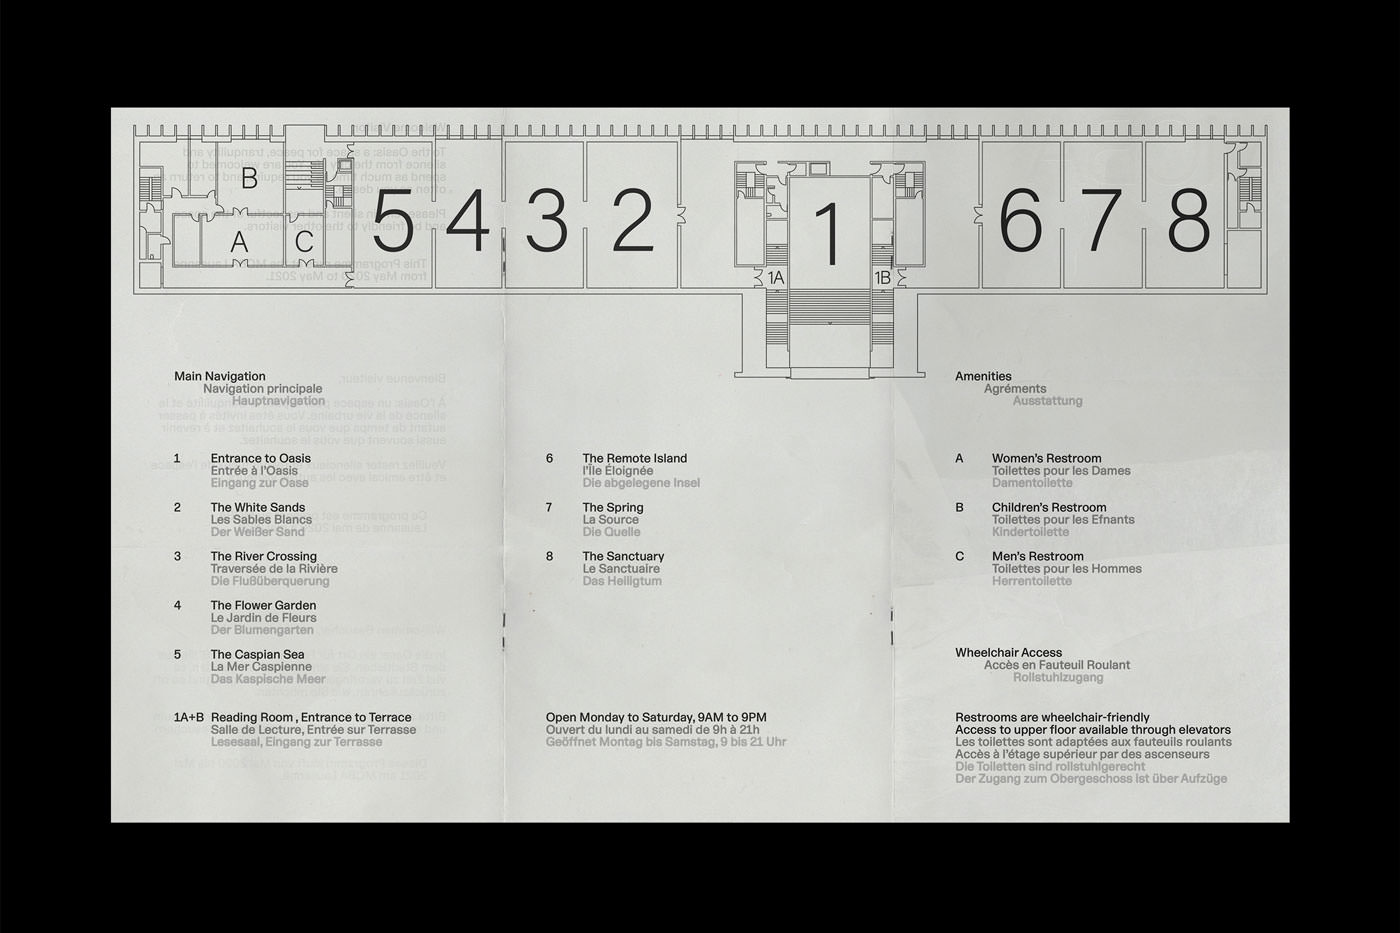 B
A
C
5
4
3
2
1
1A
1B
6
7
8
Main Navigation
Navigation principale
Hauptnavigation
1 Entrance to Oasis
Entrée à l'Oasis
Eingang zur Oase
2 The White Sands
Les Sables Blancs
Der Weißer Sand
3 The River Crossing
Traversée de la Rivière
Die Flußüberquerung
4 The Flower Garden
Le Jardin de Fleurs
Der Blumengarten
5 The Caspian Sea
La Mer Caspienne
Das Kaspische Meer
1A+B Reading Room , Entrance to Terrace
Salle de Lecture, Entrée sur Terrasse
Lesesaal, Eingang zur Terrasse
6 The Remote Island
l'Île Éloignée
Die abgelegene Insel
7 The Spring
La Source
Die Quelle
8 The Sanctuary
Le Sanctuaire
Das Heiligtum
Open Monday to Saturday, 9AM to 9PM
Ouvert du lundi au samedi de 9h à 21h
Geöffnet Montag bis Samstag, 9 bis 21 Uhr
Amenities
Agréments
Ausstattung
A Women's Restroom
Toilettes pour les Dames
Damentoilette
B Children's Restroom
Toilettes pour les Efnants
Kindertoilette
C Men's Restroom
Toilettes pour les Hommes
Herrentoilette
Wheelchair Access
Accès en Fauteuil Roulant
Rollstuhlzugang
Restrooms are wheelchair-friendly
Access to upper floor available through elevators
Les toilettes sont adaptées aux fauteuils roulants
Accès à l'étage supérieur par des ascenseurs
Die Toiletten sind rollstuhlgerecht
Der Zugang zum Obergeschoss ist über Aufzüge